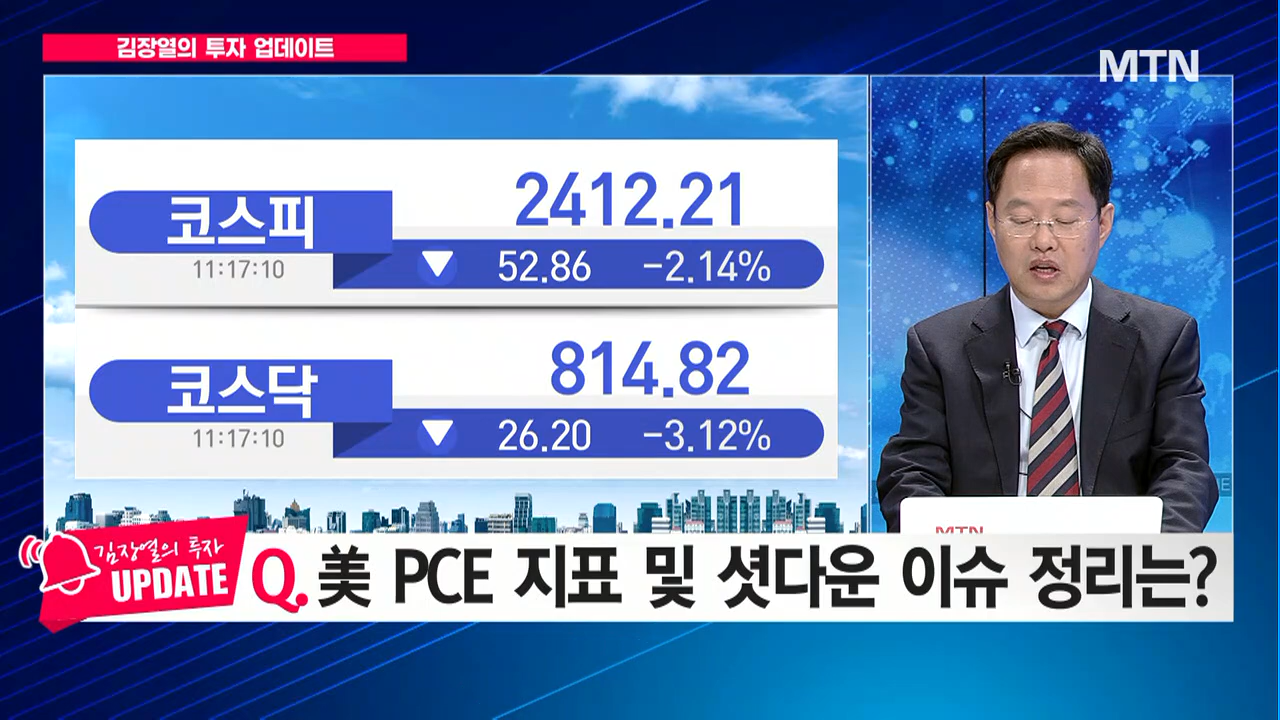 김장열의 투자 업데이트
MTN
코스피
2412.21
11:17:10
▼ 52.86 -2.14%
코스닥
814.82
11:17:10
▼ 26.20 -3.12%
MTN
김장열의 투자
UPDATE
Q. 美 PCE 지표 및 셧다운 이슈 정리는?